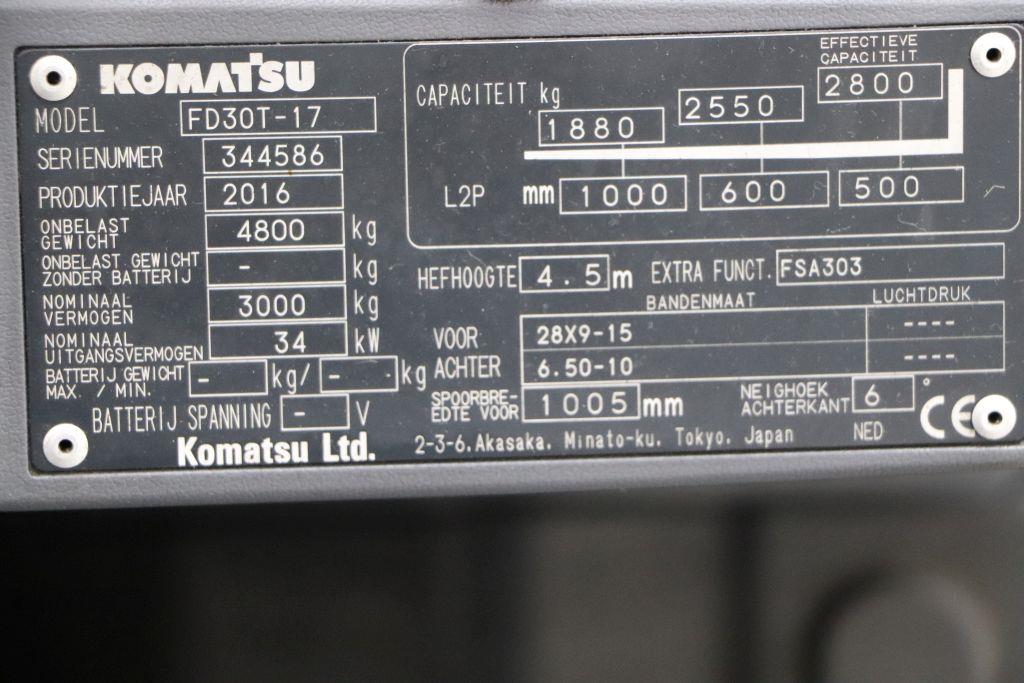 KOMATSU
MODEL FD30T-17
SERIENUMMER 344586
PRODUKTIEJAAR 2016
ONBELAST GEWICHT 4800 kg
ONBELAST GEWICHT ZONDER BATTERIJ - kg
NOMINAAL VERMOGEN 3000 kg
NOMINAAL UITGANGSVERMOGEN 34 kW
BATTERIJ GEWICHT MAX. / MIN. - kg/ - kg
BATTERIJ SPANNING - V
EFFECTIEVE CAPACITEIT
CAPACITEIT kg 1880 2550 2800
L2P mm 1000 600 500
HEFHOOGTE 4.5 m EXTRA FUNCT. FSA303
BANDENMAAT LUCHTDRUK
VOOR 28X9-15 ----
ACHTER 6.50-10 ----
SPOORBRE-EDTE VOOR 1005 mm NEIGHOEK ACHTERKANT 6 °
CE
NED
Komatsu Ltd. 2-3-6, Akasaka, Minato-ku, Tokyo, Japan